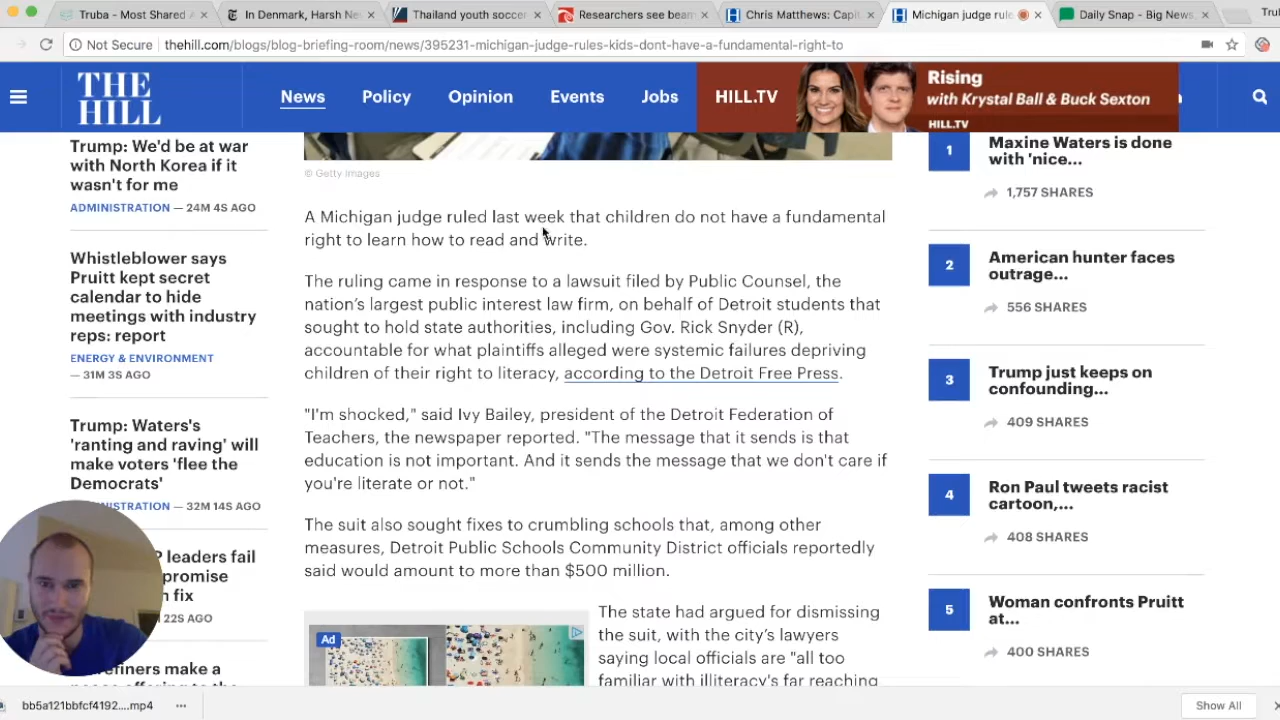 Truba - Most Shared
In Denmark, Harsh
Thailand youth soccer
Researchers see
Chris Matthews:
Michigan judge
Daily Snap - Big News
Not Secure
thehill.com/blogs/blog-briefing-room/news/395231-michigan-judge-rules-kids-dont-have-a-fundamental-right-to
THE
HILL
News
Policy
Opinion
Events
Jobs
HILL.TV
Rising
with Krystal Ball & Buck Sexton
HILL.TV
Trump: We'd be at war
with North Korea if it
wasn't for me
ADMINISTRATION — 24M 4S AGO
Whistleblower says
Pruitt kept secret
calendar to hide
meetings with industry
reps: report
ENERGY & ENVIRONMENT
— 31M 3S AGO
Trump: Waters's
'ranting and raving' will
make voters 'flee the
Democrats'
— 32M 14S AGO
leaders fail
fix
22S AGO
make a
© Getty Images
A Michigan judge ruled last week that children do not have a fundamental
right to learn how to read and write.
The ruling came in response to a lawsuit filed by Public Counsel, the
nation's largest public interest law firm, on behalf of Detroit students that
sought to hold state authorities, including Gov. Rick Snyder (R),
accountable for what plaintiffs alleged were systemic failures depriving
children of their right to literacy, according to the Detroit Free Press.
"I'm shocked," said Ivy Bailey, president of the Detroit Federation of
Teachers, the newspaper reported. "The message that it sends is that
education is not important. And it sends the message that we don't care if
you're literate or not."
The suit also sought fixes to crumbling schools that, among other
measures, Detroit Public Schools Community District officials reportedly
said would amount to more than $500 million.
Ad
The state had argued for dismissing
the suit, with the city's lawyers
saying local officials are "all too
familiar with illiteracy's far reaching
1
Maxine Waters is done
with 'nice...
1,757 SHARES
2
American hunter faces
outrage...
556 SHARES
3
Trump just keeps on
confounding...
409 SHARES
4
Ron Paul tweets racist
cartoon,...
408 SHARES
5
Woman confronts Pruitt
at...
400 SHARES
bb5a121bbfcf4192....mp4
Show All